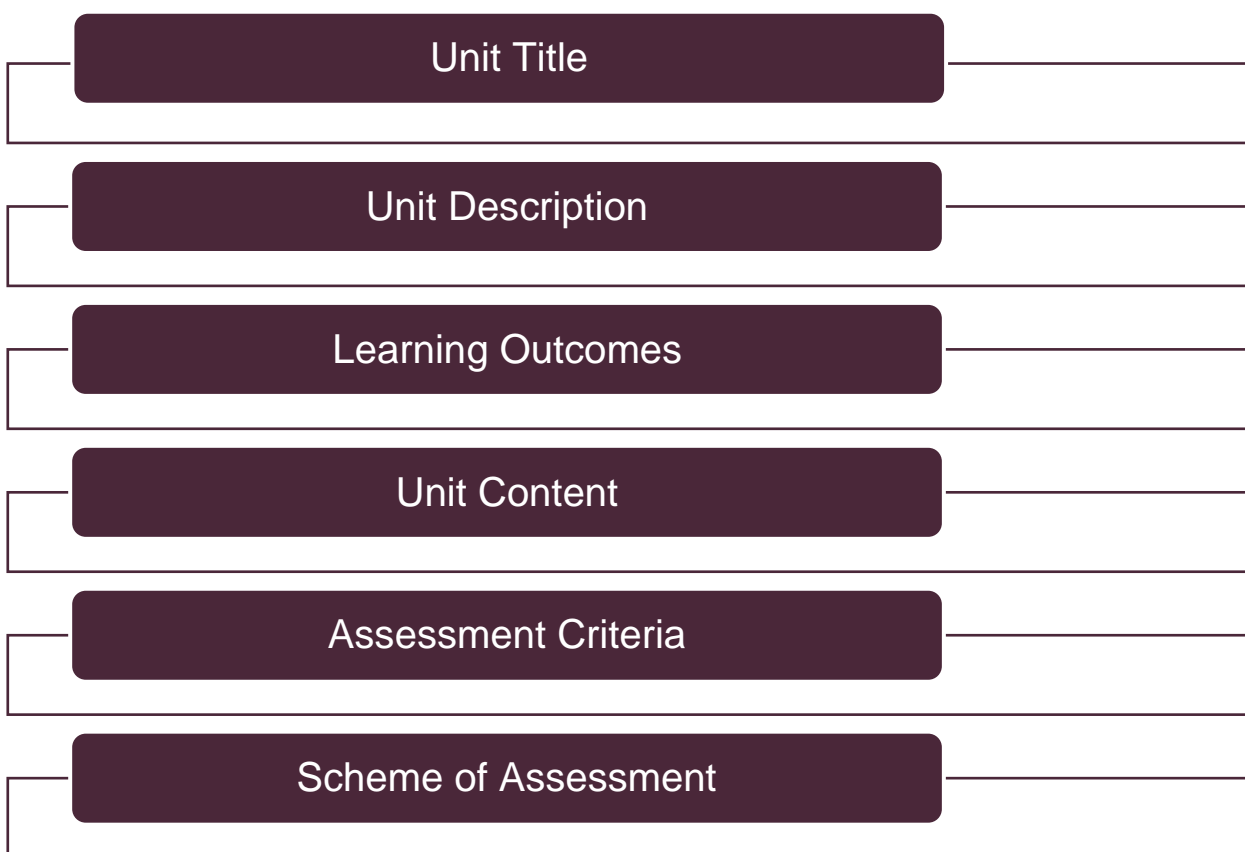 Unit Title
Unit Description
Learning Outcomes
Unit Content
Assessment Criteria
Scheme of Assessment